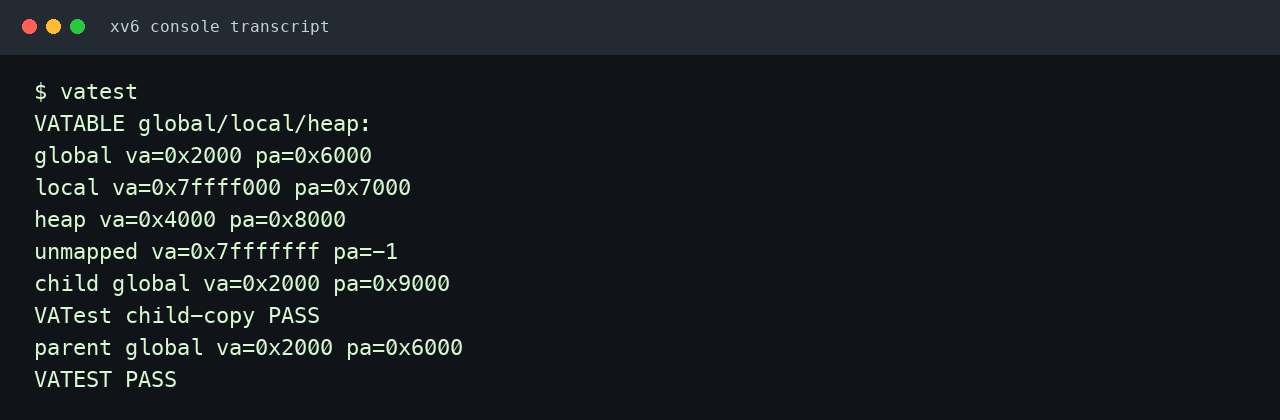 xv6 console transcript
$ vatest
VATABLE global/local/heap:
global va=0x2000 pa=0x6000
local va=0x7ffff000 pa=0x7000
heap va=0x4000 pa=0x8000
unmapped va=0x7fffffff pa=−1
child global va=0x2000 pa=0x9000
VATest child−copy PASS
parent global va=0x2000 pa=0x6000
VATEST PASS